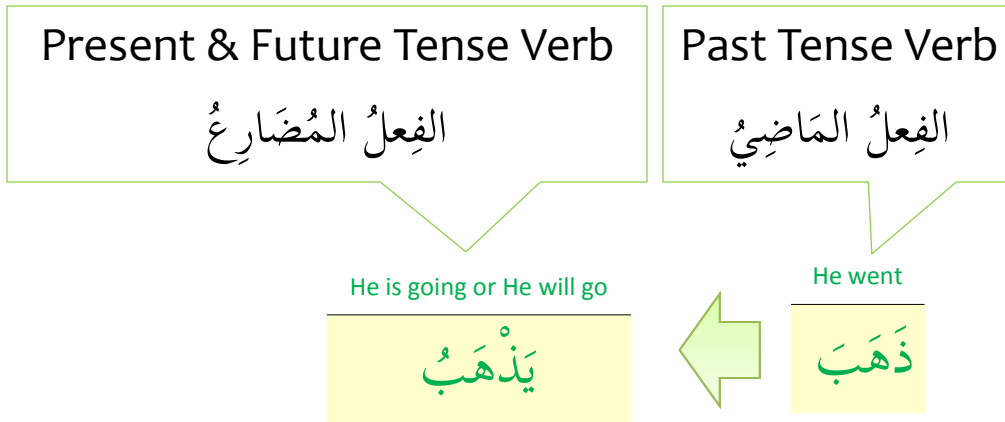 Present & Future Tense Verb
الفِعلُ المُضَارِعُ
Past Tense Verb
الفِعلُ المَاضِيُ
He is going or He will go
يَذْهَبُ
He went
ذَهَبَ